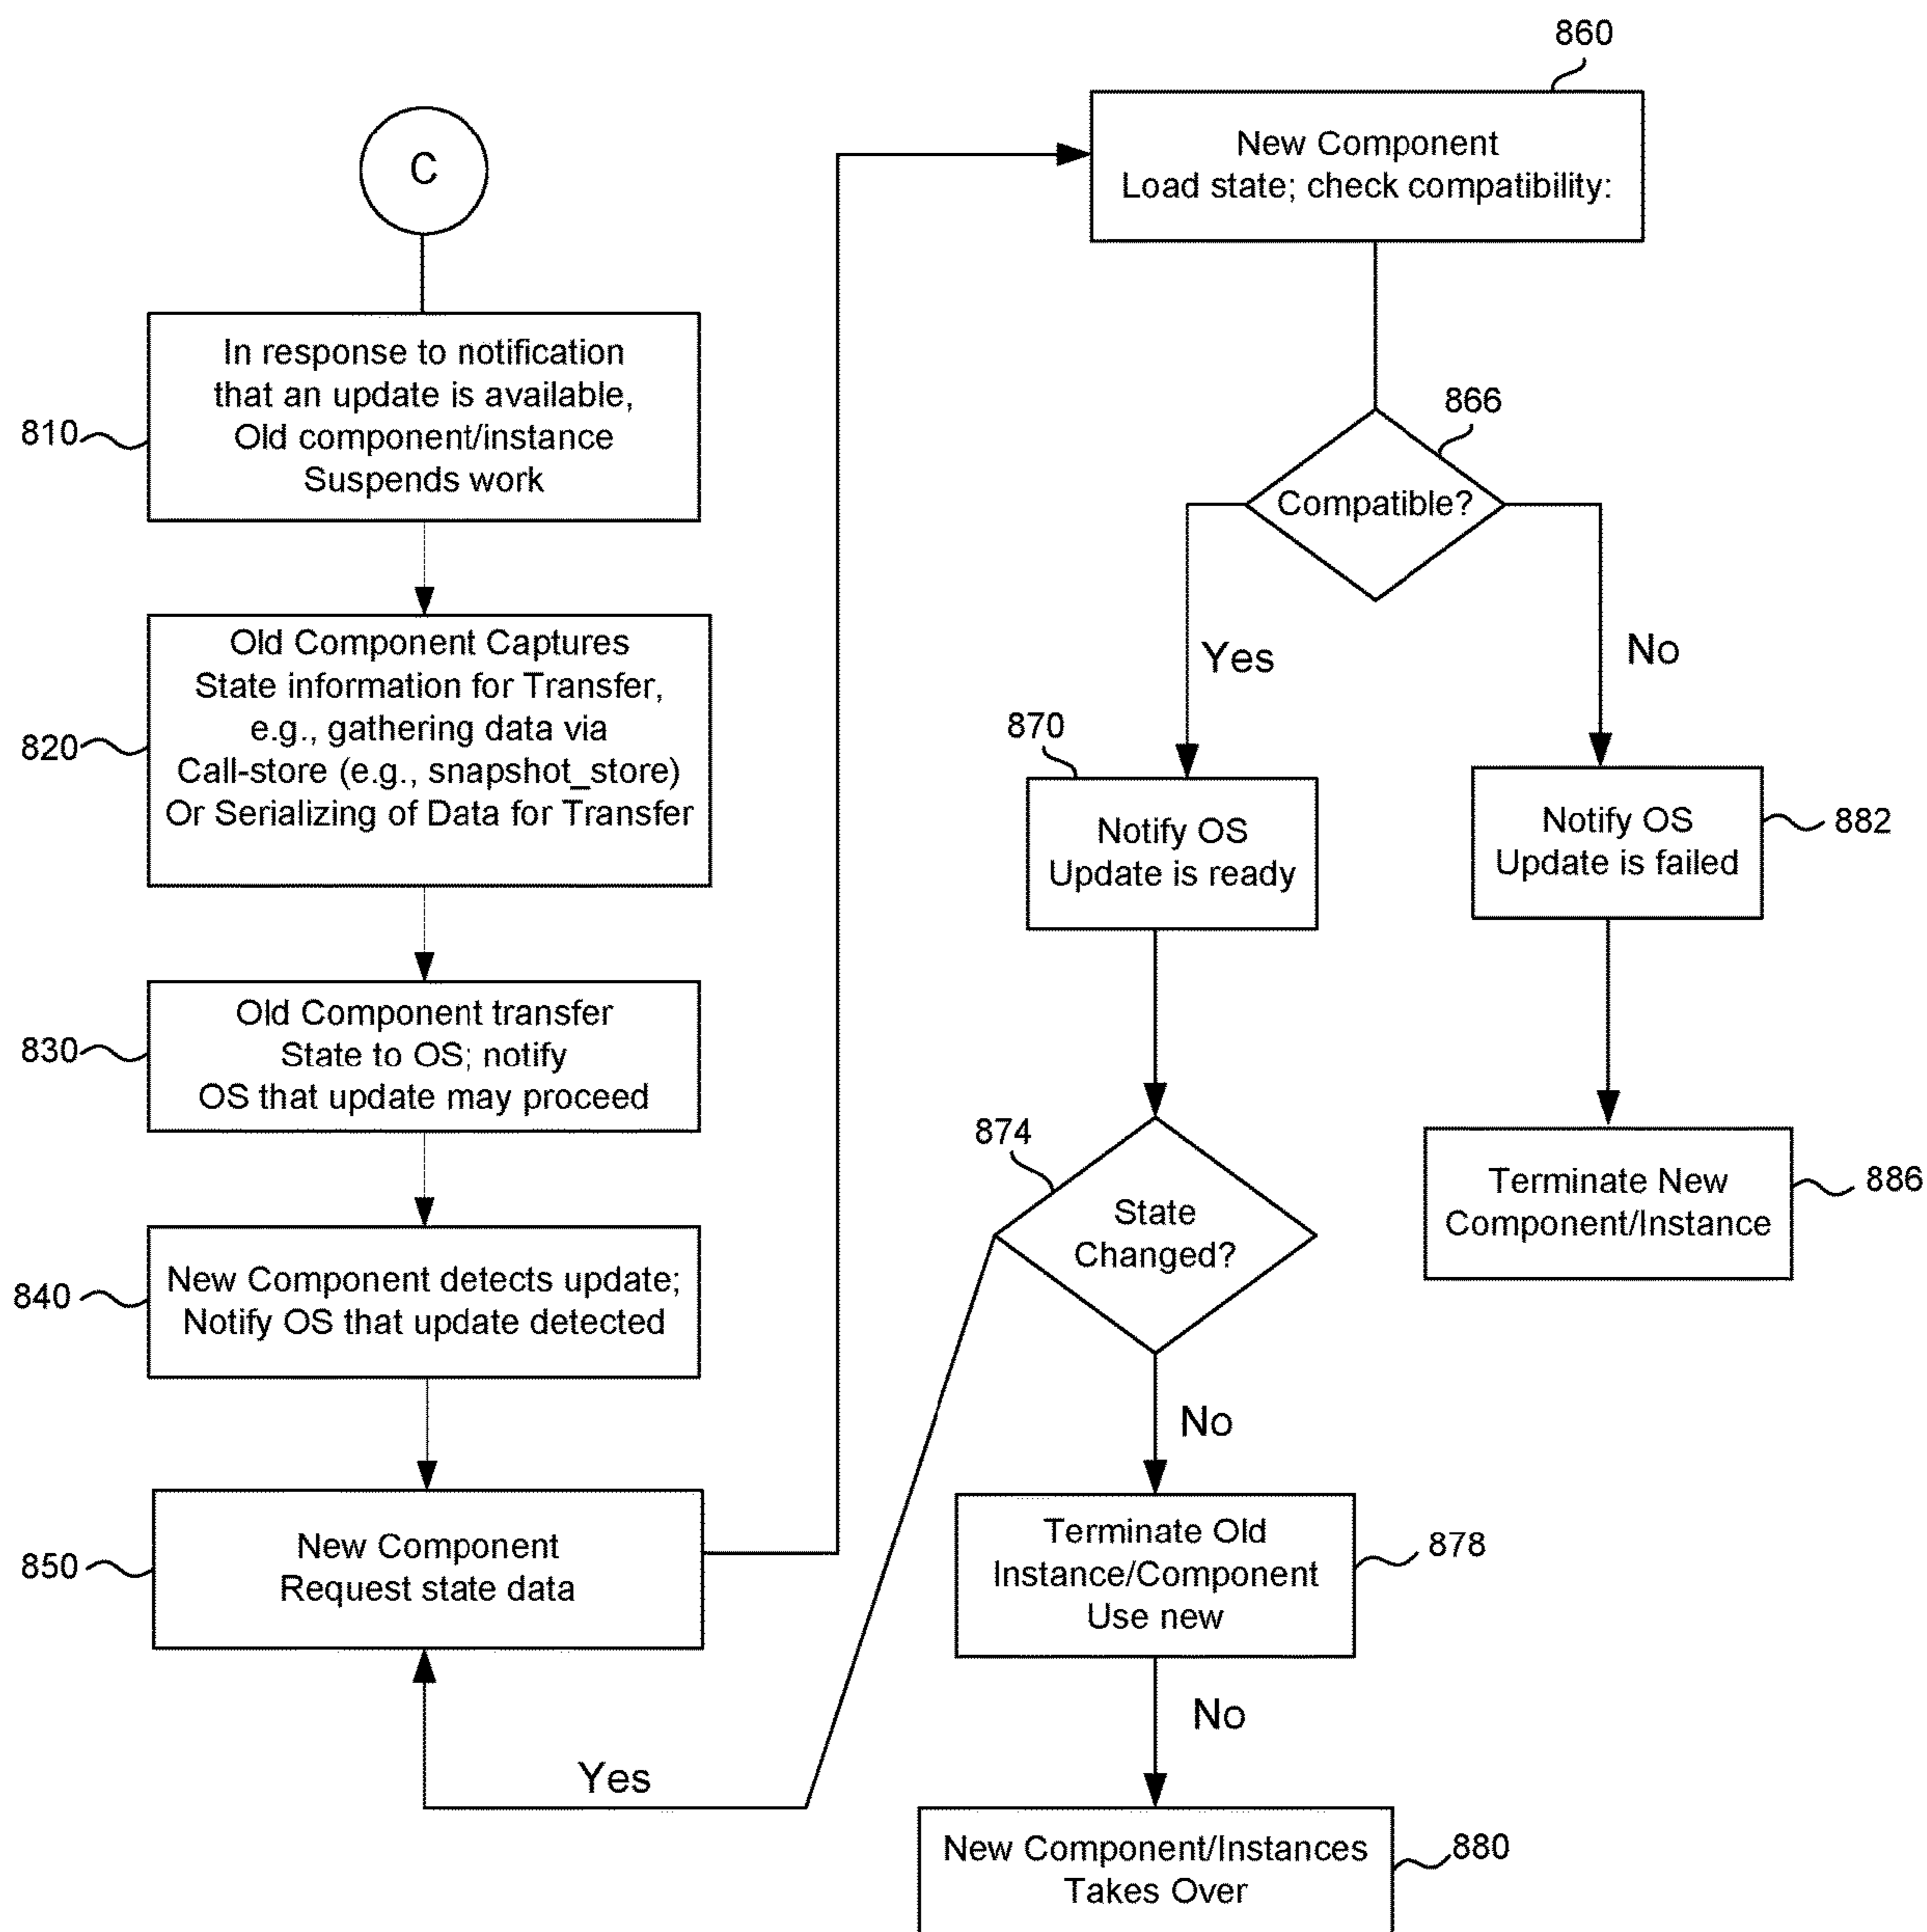 C
810
In response to notification
that an update is available,
Old component/instance
Suspends work
820
Old Component Captures
State information for Transfer,
e.g., gathering data via
Call-store (e.g., snapshot_store)
Or Serializing of Data for Transfer
830
Old Component transfer
State to OS; notify
OS that update may proceed
840
New Component detects update;
Notify OS that update detected
850
New Component
Request state data
860
New Component
Load state; check compatibility:
866
Compatible?
Yes
No
870
Notify OS
Update is ready
Notify OS
Update is failed
882
874
State
Changed?
Yes
No
Terminate New
Component/Instance
886
Terminate Old
Instance/Component
Use new
878
No
New Component/Instances
Takes Over
880